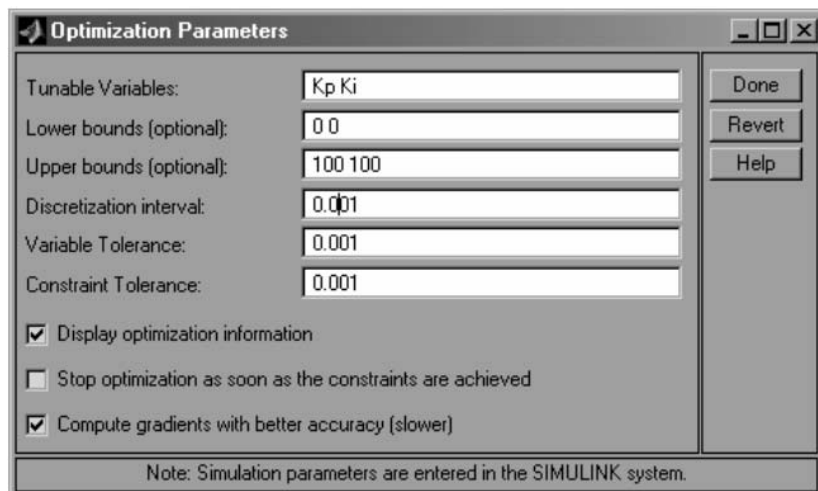 Optimization Parameters
Tunable Variables: Kp Ki
Done
Lower bounds (optional): 0 0
Revert
Upper bounds (optional): 100 100
Help
Discretization interval: 0.001
Variable Tolerance: 0.001
Constraint Tolerance: 0.001
Display optimization information
Stop optimization as soon as the constraints are achieved
Compute gradients with better accuracy (slower)
Note: Simulation parameters are entered in the SIMULINK system.